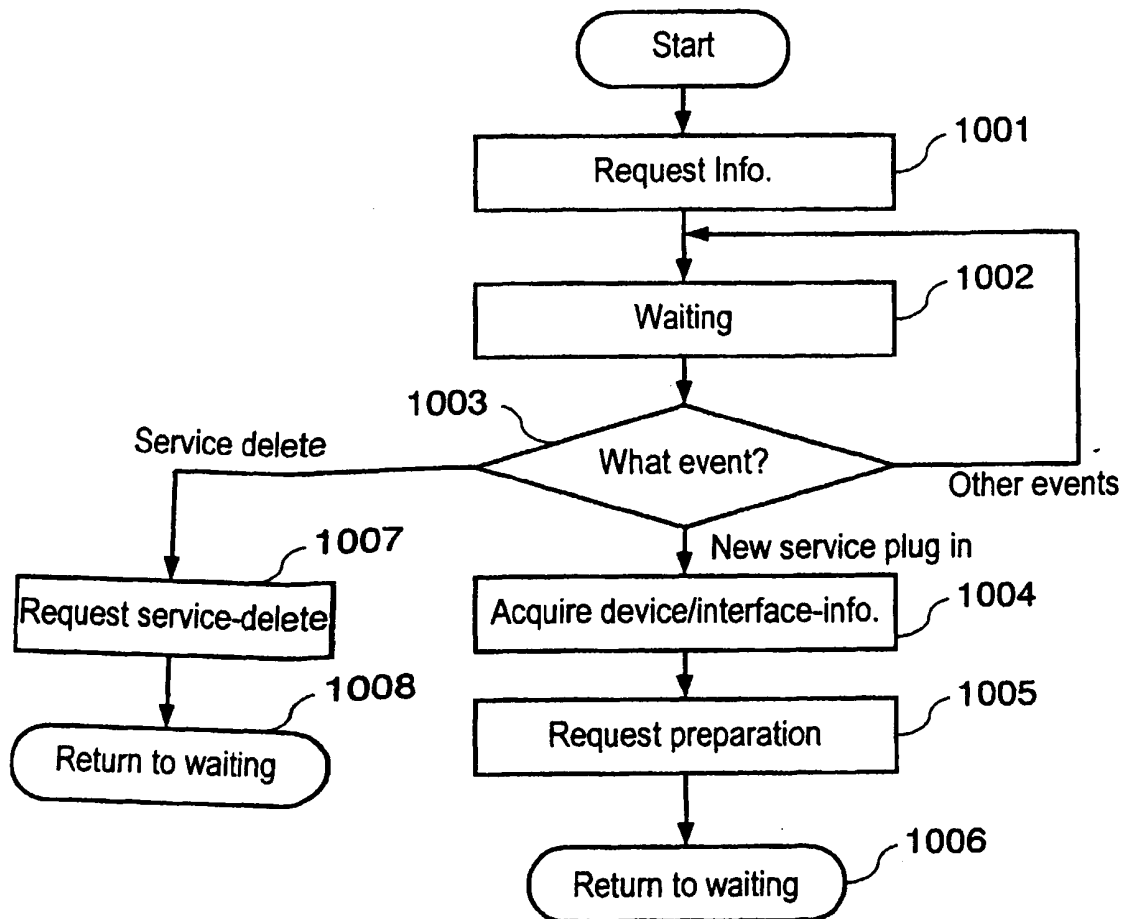 Start
1001
Request Info.
1002
Waiting
1003
What event?
Service delete
Other events
New service plug in
1007
Request service-delete
1004
Acquire device/interface-info.
1008
Return to waiting
1005
Request preparation
1006
Return to waiting